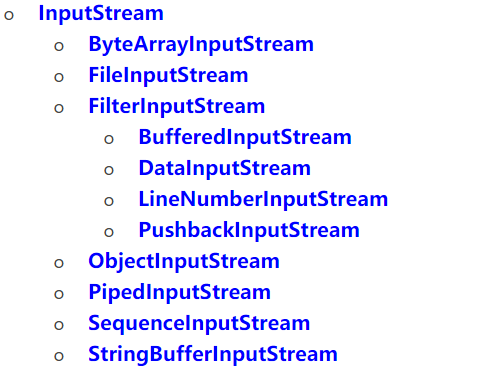 InputStream
ByteArrayInputStream
FileInputStream
FilterInputStream
BufferedInputStream
DataInputStream
LineNumberInputStream
PushbackInputStream
ObjectInputStream
PipedInputStream
SequenceInputStream
StringBufferInputStream